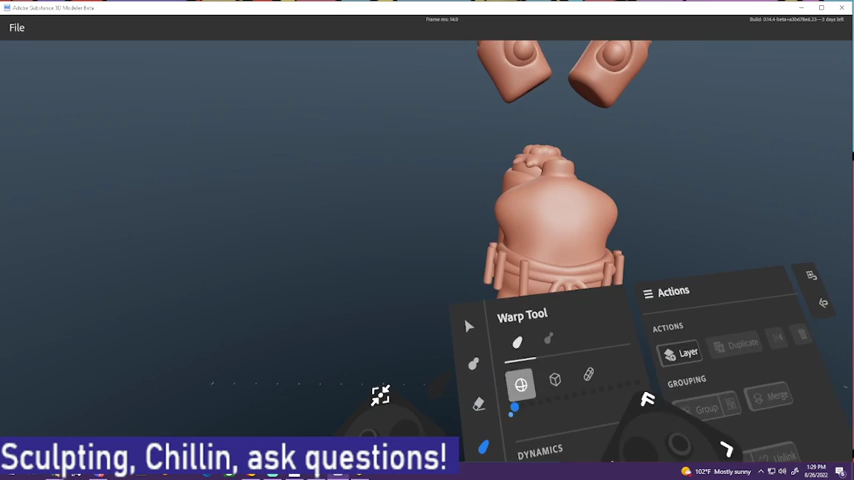 Adobe Substance 3D Modeler Beta
File
Warp Tool
Actions
ACTIONS
Layer
Duplicate
GROUPING
Group
Merge
DYNAMICS
Unlink
Sculpting, Chillin, ask questions!
102°F Mostly sunny
1:29 PM
8/26/2022